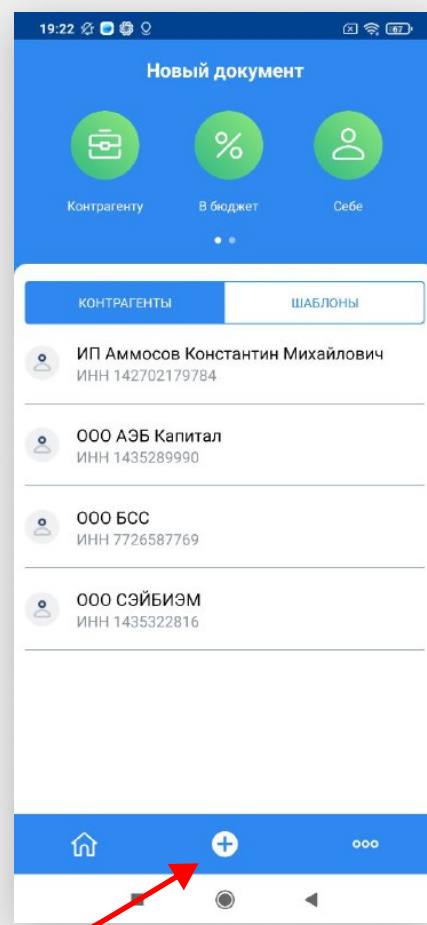 19:22
67
Новый документ
Контрагенту
В бюджет
Себе
КОНТРАГЕНТЫ
ШАБЛОНЫ
ИП Аммосов Константин Михайлович
ИНН 142702179784
ООО АЭБ Капитал
ИНН 1435289990
ООО БСС
ИНН 7726587769
ООО СЭЙБИЭМ
ИНН 1435322816